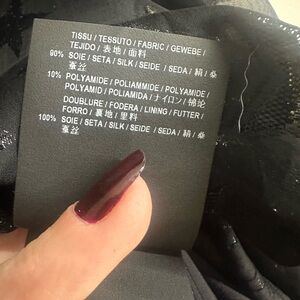 TISSU / TESSUTO / FABRIC / GEWEBE /
TEJIDO / 表地 / 面料
90% SOIE / SETA / SILK / SEIDE / SEDA / 絹 / 桑
蚕丝
10% POLYAMIDE / POLIAMMIDE / POLYAMIDE /
POLYAMID / POLIAMIDA / ナイロン / 锦纶
DOUBLURE / FODERA / LINING / FUTTER /
FORRO / 裏地 / 里料
100% SOIE / SETA / SILK / SEIDE / SEDA / 絹 / 桑
蚕丝